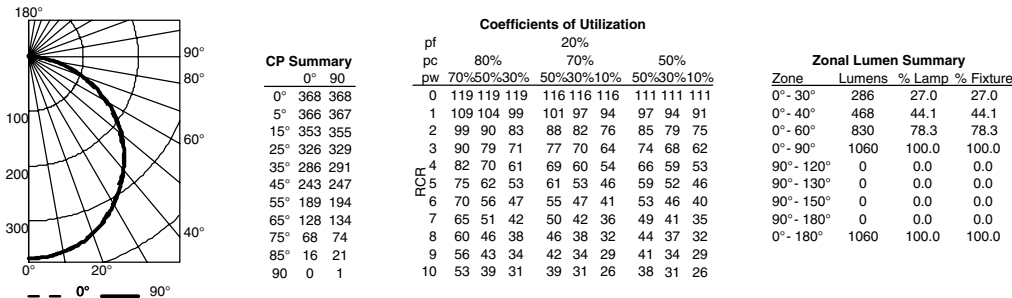 180°
90°
80°
100
60°
200
300
40°
0° 20°
0° 90°
CP Summary
0° 90
0° 368 368
5° 366 367
15° 353 355
25° 326 329
35° 286 291
45° 243 247
55° 189 194
65° 128 134
75° 68 74
85° 16 21
90 0 1
Coefficients of Utilization
pf 20%
pc 80% 70% 50%
pw 70%50%30% 50%30%10% 50%30%10%
RCR
0 119 119 119 116 116 116 111 111 111
1 109 104 99 101 97 94 97 94 91
2 99 90 83 88 82 76 85 79 75
3 90 79 71 77 70 64 74 68 62
4 82 70 61 69 60 54 66 59 53
5 75 62 53 61 53 46 59 52 46
6 70 56 47 55 47 41 53 46 40
7 65 51 42 50 42 36 49 41 35
8 60 46 38 46 38 32 44 37 32
9 56 43 34 42 34 29 41 34 29
10 53 39 31 39 31 26 38 31 26
Zonal Lumen Summary
Zone Lumens % Lamp % Fixture
0°- 30° 286 27.0 27.0
0°- 40° 468 44.1 44.1
0°- 60° 830 78.3 78.3
0°- 90° 1060 100.0 100.0
90°- 120° 0 0.0 0.0
90°- 130° 0 0.0 0.0
90°- 150° 0 0.0 0.0
90°- 180° 0 0.0 0.0
0°- 180° 1060 100.0 100.0